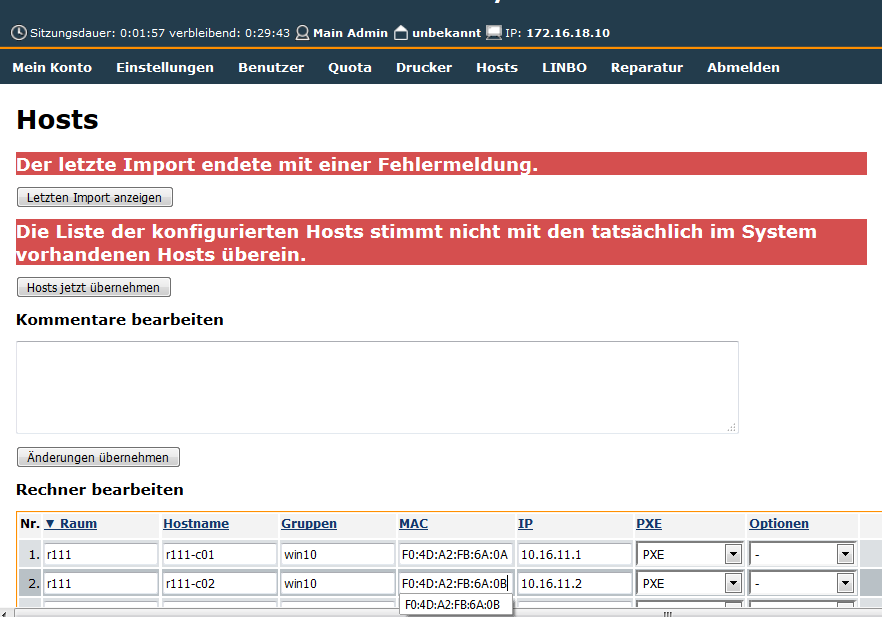 Sitzungsdauer: 0:01:57 verbleibend: 0:29:43 Main Admin unbekannt IP: 172.16.18.10
Mein Konto Einstellungen Benutzer Quota Drucker Hosts LINBO Reparatur Abmelden
Hosts
Der letzte Import endete mit einer Fehlermeldung.
Letzten Import anzeigen
Die Liste der konfigurierten Hosts stimmt nicht mit den tatsächlich im System
vorhandenen Hosts überein.
Hosts jetzt übernehmen
Kommentare bearbeiten
Änderungen übernehmen
Rechner bearbeiten
Nr. ▼ Raum Hostname Gruppen MAC IP PXE Optionen
1. r111 r111-c01 win10 F0:4D:A2:FB:6A:0A 10.16.11.1 PXE -
2. r111 r111-c02 win10 F0:4D:A2:FB:6A:0B 10.16.11.2 PXE -
F0:4D:A2:FB:6A:0B